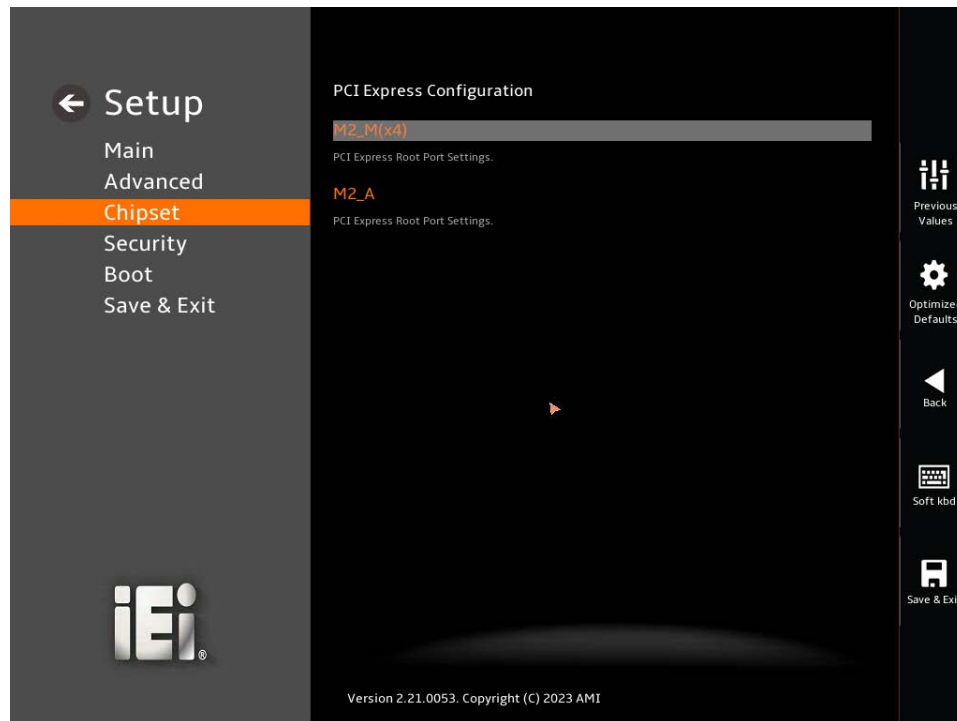 Setup
Main
Advanced
Chipset
Security
Boot
Save & Exit
iEi®
PCI Express Configuration
M2_M(x4)
PCI Express Root Port Settings.
M2_A
PCI Express Root Port Settings.
Version 2.21.0053. Copyright (C) 2023 AMI
Previous
Values
Optimize
Defaults
Back
Soft kbd
Save & Exi